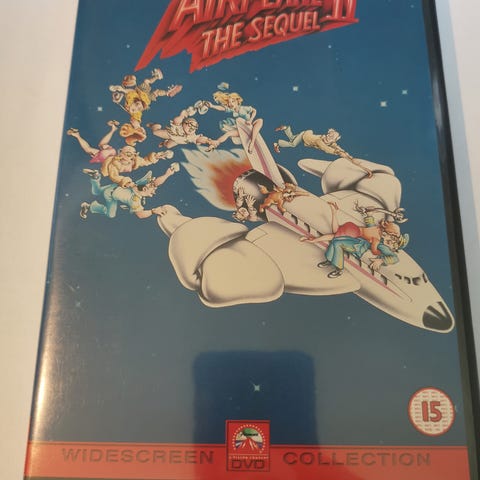 AIRPLANE II
THE SEQUEL
15
WIDESCREEN DVD COLLECTION